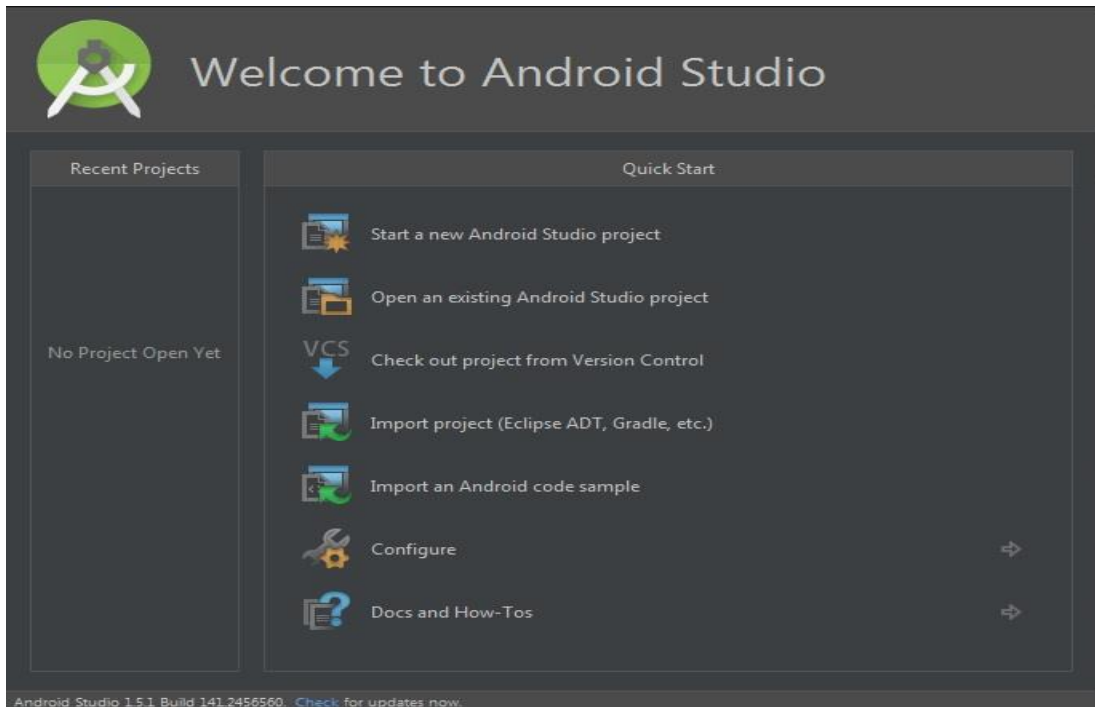 Welcome to Android Studio
Recent Projects
No Project Open Yet
Quick Start
Start a new Android Studio project
Open an existing Android Studio project
VCS
Check out project from Version Control
Import project (Eclipse ADT, Gradle, etc.)
Import an Android code sample
Configure
Docs and How-Tos
Android Studio 1.5.1 Build 141.2456560. Check for updates now.